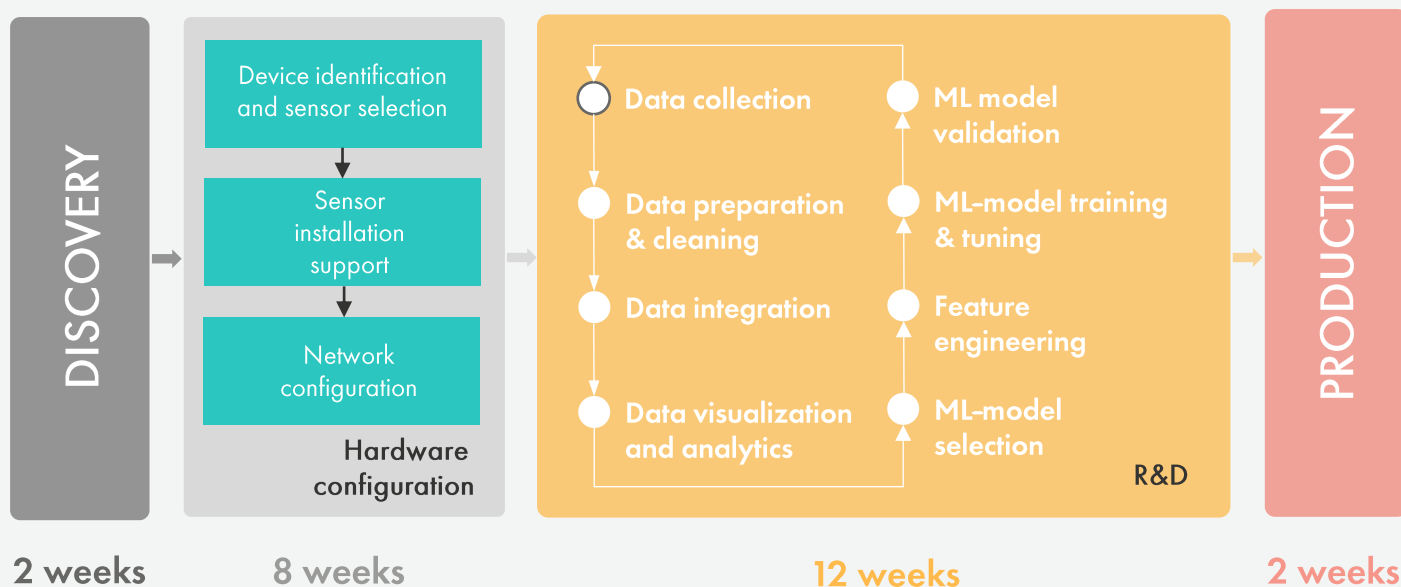 DISCOVERY
Device identification
and sensor selection
Sensor
installation
support
Network
configuration
Hardware
configuration
Data collection
Data preparation
& cleaning
Data integration
Data visualization
and analytics
ML model
validation
ML-model training
& tuning
Feature
engineering
ML-model
selection
R&D
PRODUCTION
2 weeks
8 weeks
12 weeks
2 weeks